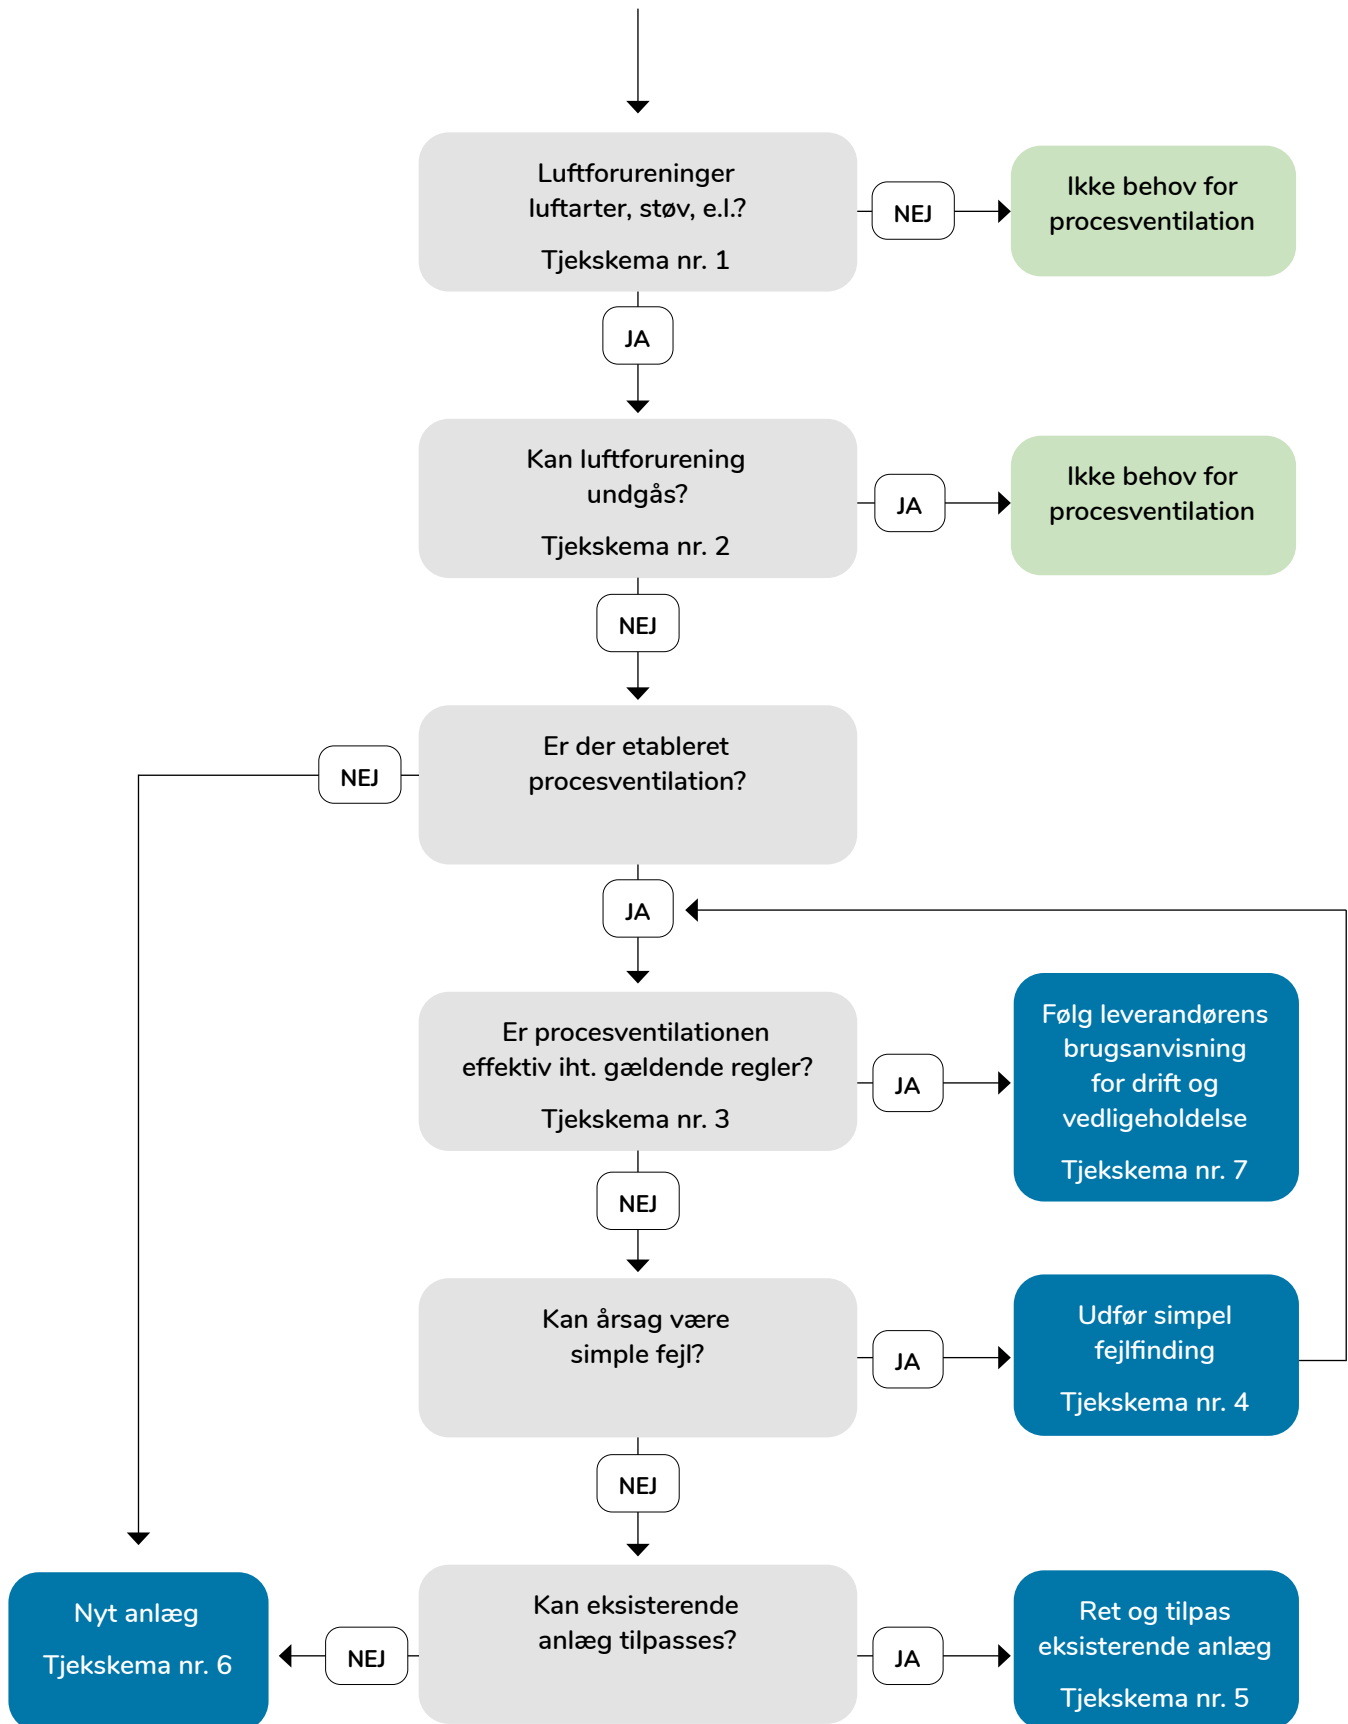 Luftforureninger
luftarter, støv, e.l.?
Tjekskema nr. 1
NEJ
Ikke behov for
procesventilation
JA
Kan luftforurening
undgås?
Tjekskema nr. 2
JA
Ikke behov for
procesventilation
NEJ
Er der etableret
procesventilation?
NEJ
JA
Er procesventilationen
effektiv iht. gældende regler?
Tjekskema nr. 3
JA
Følg leverandørens
brugsanvisning
for drift og
vedligeholdelse
Tjekskema nr. 7
NEJ
Kan årsag være
simple fejl?
JA
Udfør simpel
fejlfinding
Tjekskema nr. 4
NEJ
Kan eksisterende
anlæg tilpasses?
NEJ
Nyt anlæg
Tjekskema nr. 6
JA
Ret og tilpas
eksisterende anlæg
Tjekskema nr. 5